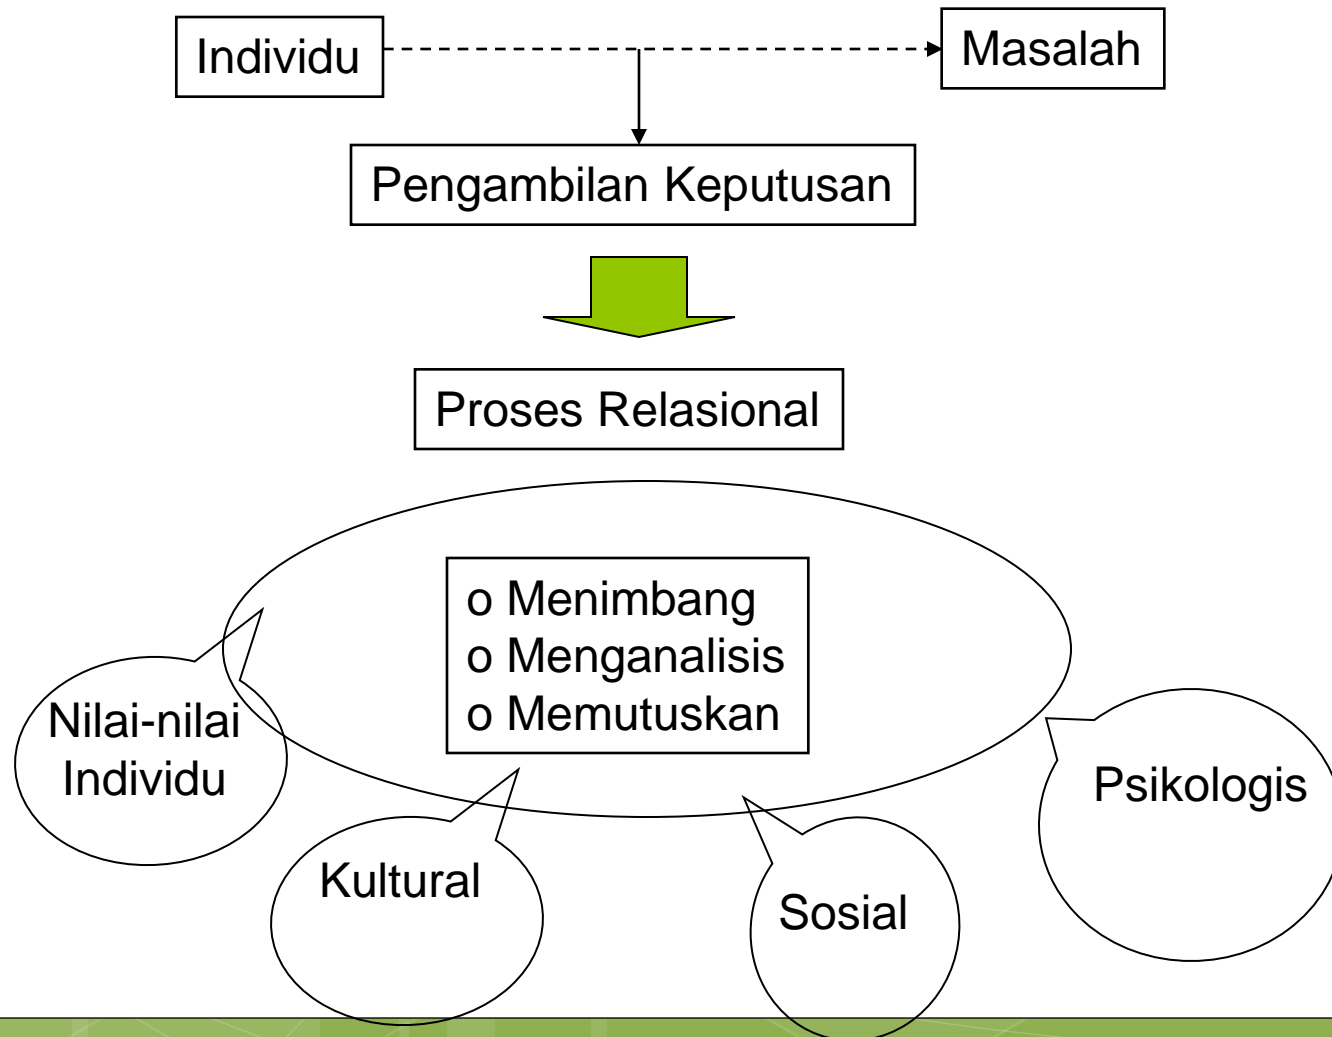 Individu
Masalah
Pengambilan Keputusan
Proses Relasional
o Menimbang
o Menganalisis
o Memutuskan
Nilai-nilai
Individu
Kultural
Sosial
Psikologis